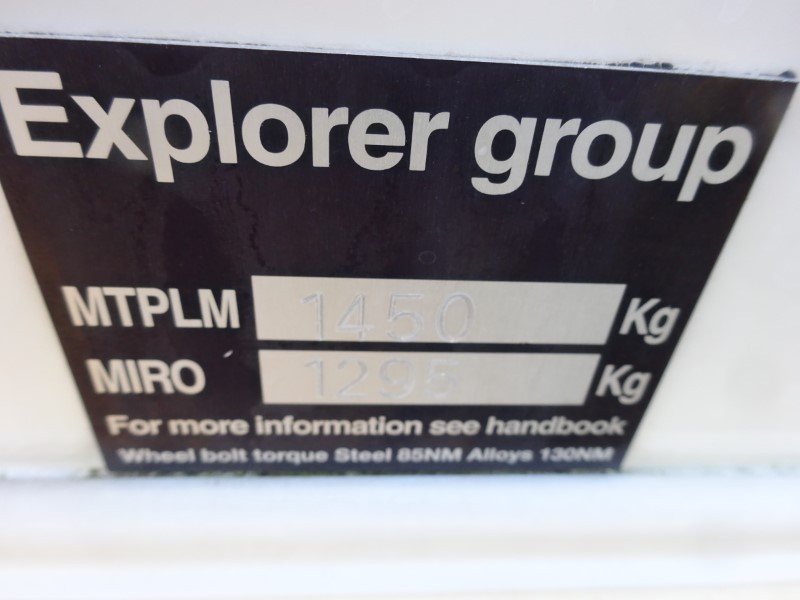 Explorer group
MTPLM 1450 Kg
MIRO 1295 Kg
For more information see handbook
Wheel bolt torque Steel 85NM Alloys 130NM